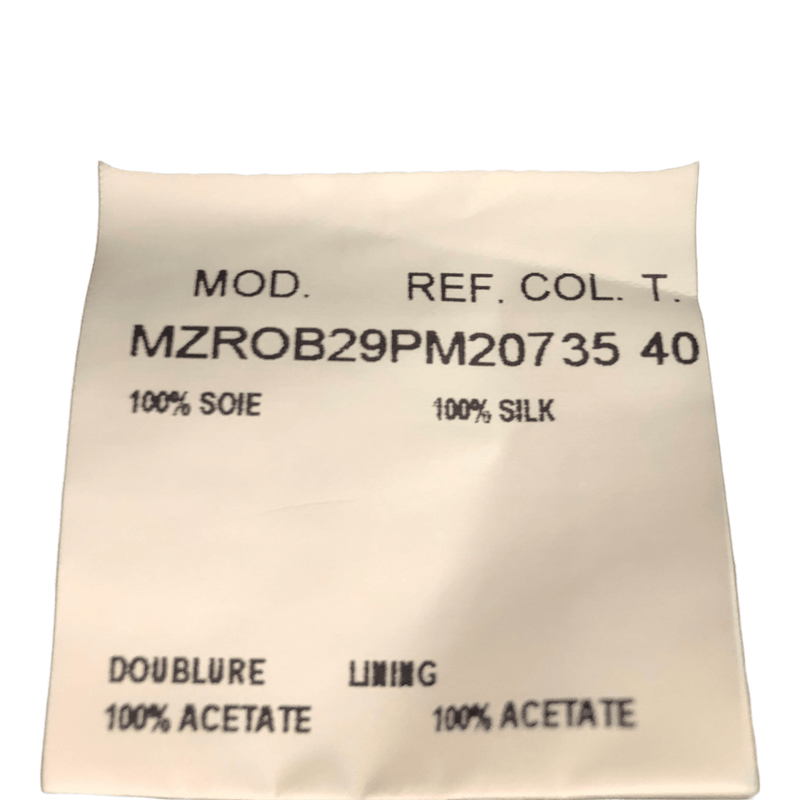 MOD. REF. COL. T.
MZROB29PM20735 40
100% SOIE 100% SILK
DOUBLURE LINING
100% ACETATE 100% ACETATE